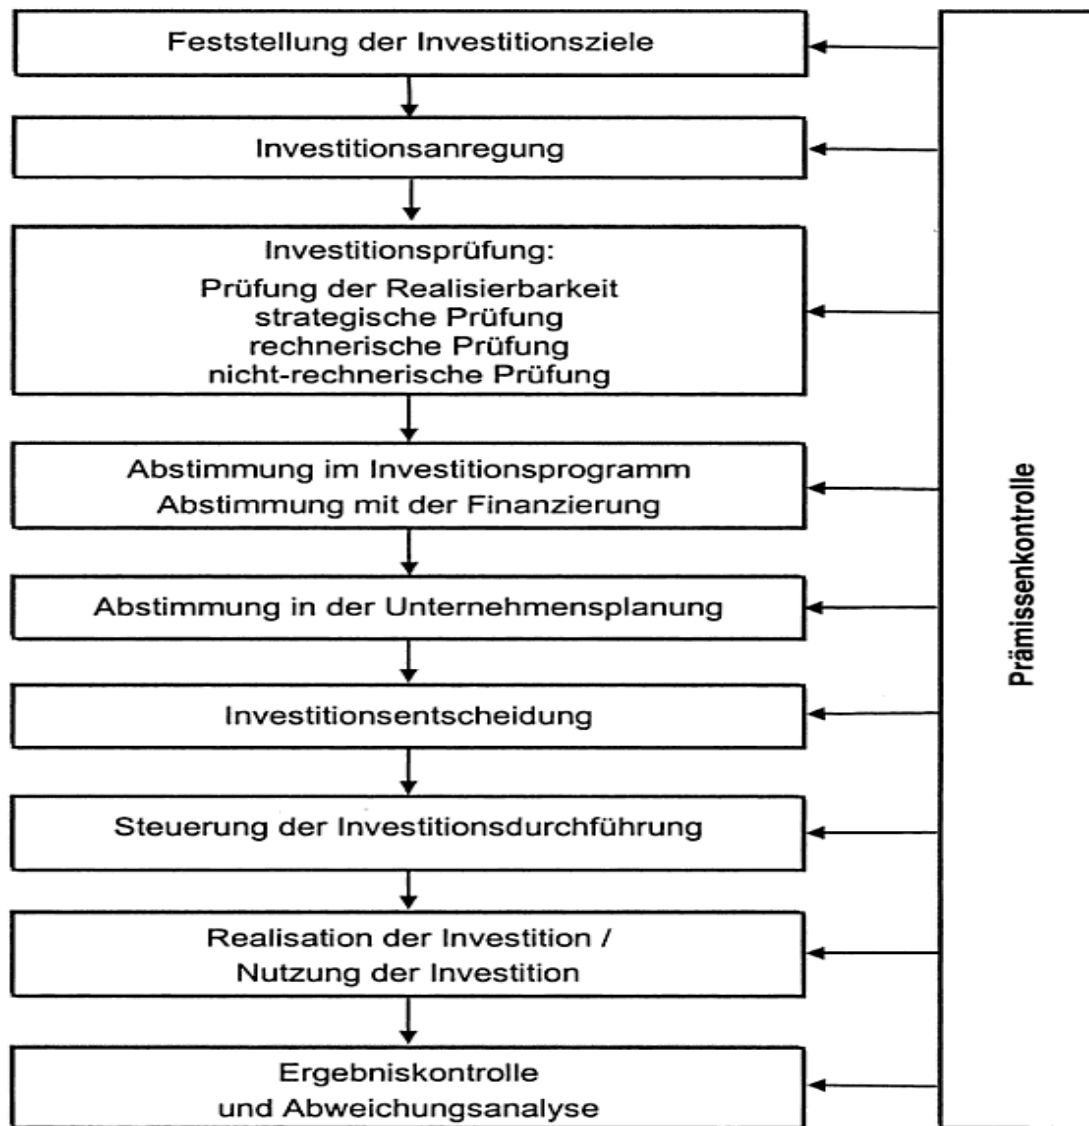 Feststellung der Investitionsziele
Investitionsanregung
Investitionsprüfung:
Prüfung der Realisierbarkeit
strategische Prüfung
rechnerische Prüfung
nicht-rechnerische Prüfung
Abstimmung im Investitionsprogramm
Abstimmung mit der Finanzierung
Abstimmung in der Unternehmensplanung
Investitionsentscheidung
Steuerung der Investitionsdurchführung
Realisation der Investition /
Nutzung der Investition
Ergebniskontrolle
und Abweichungsanalyse
Prämissenkontrolle